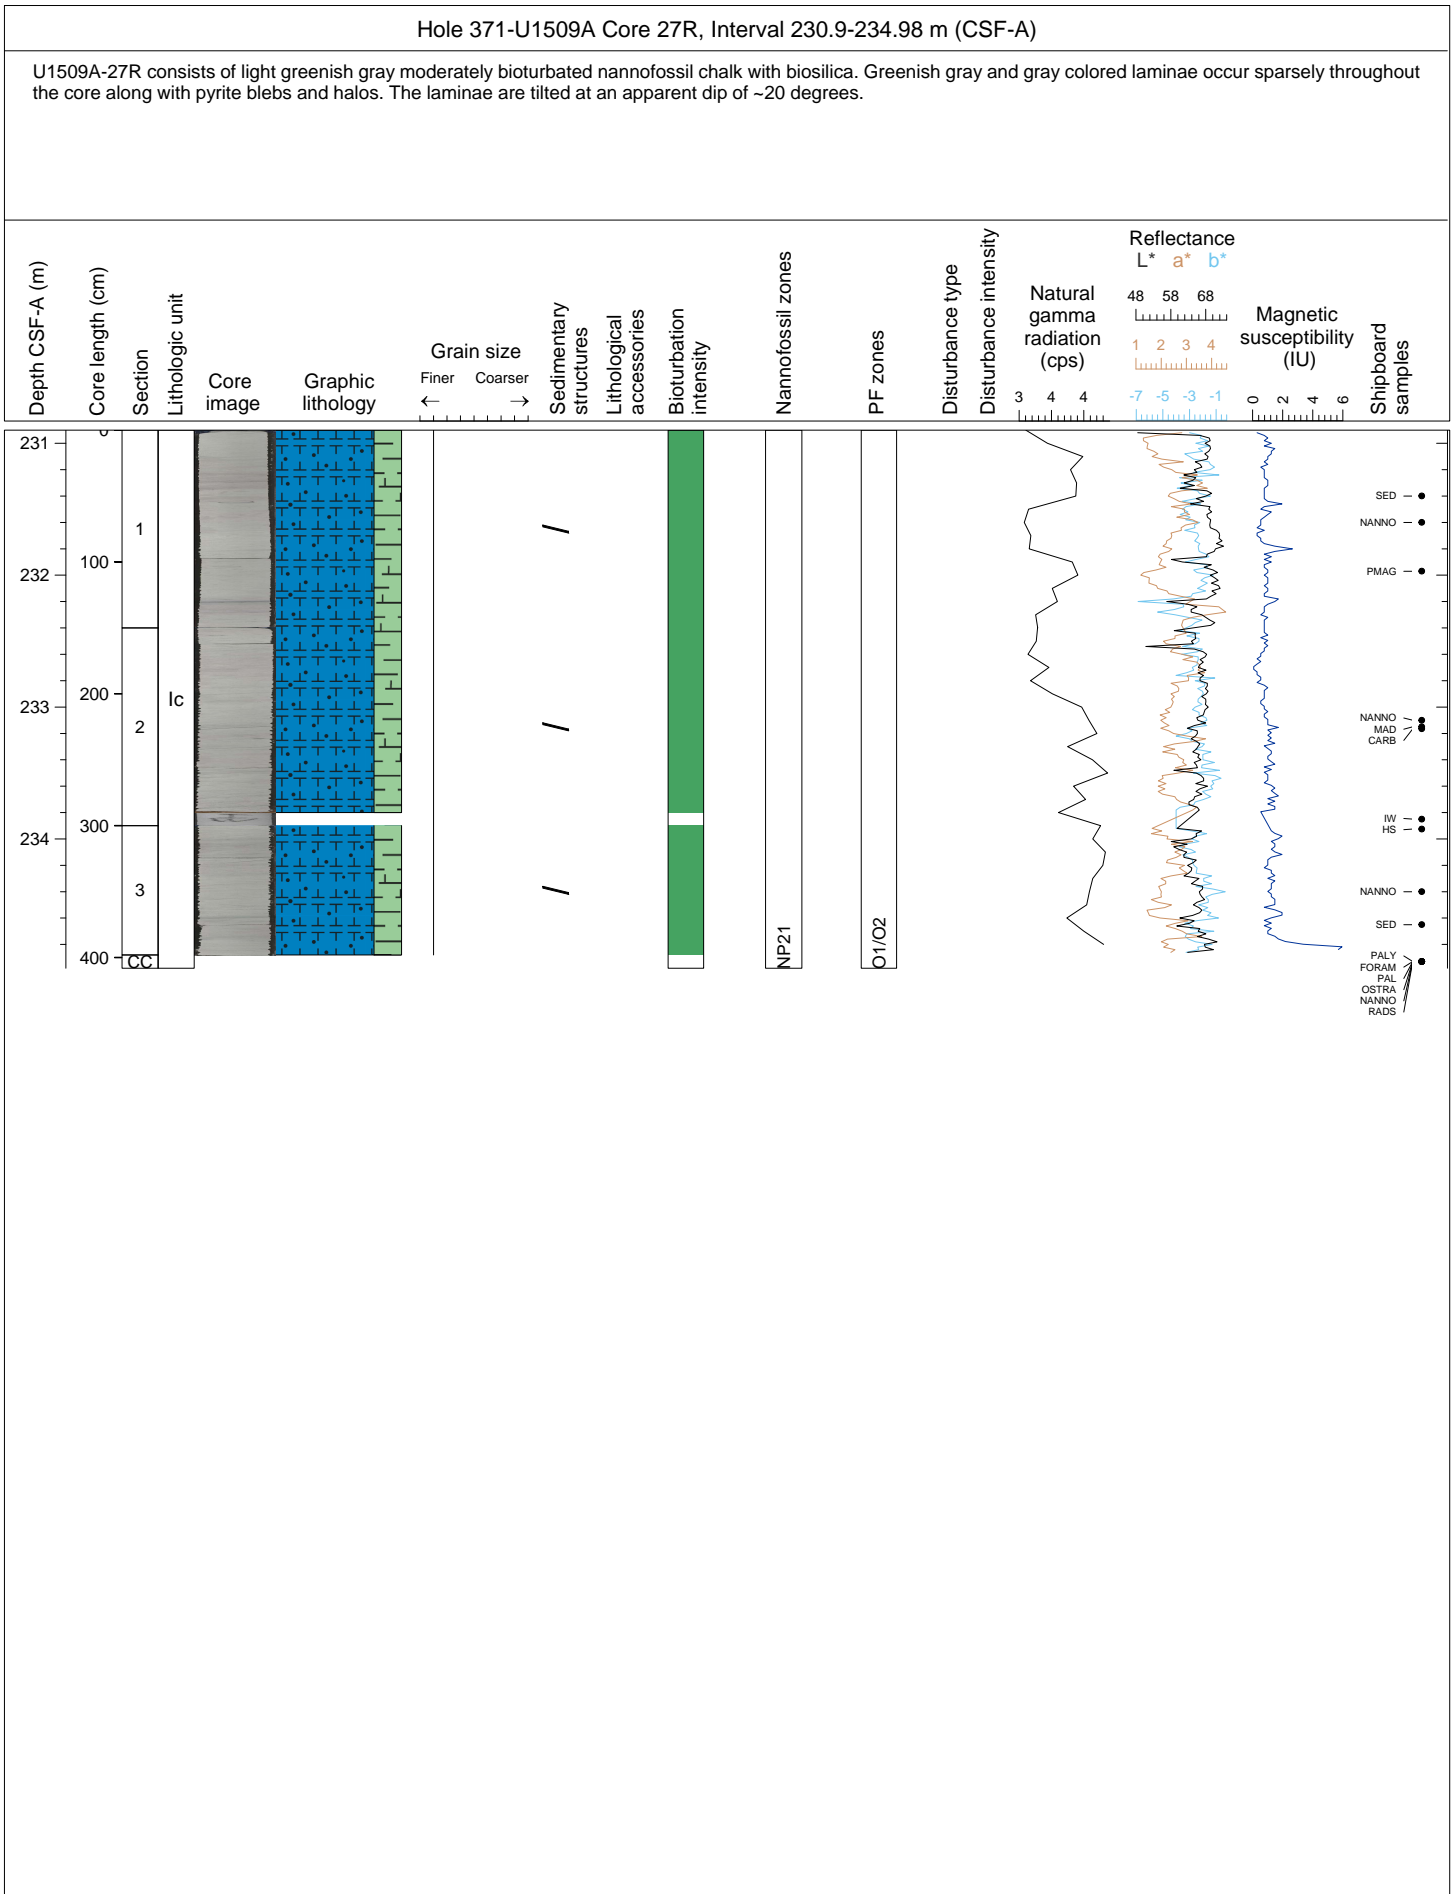 Hole 371-U1509A Core 27R, Interval 230.9-234.98 m (CSF-A)
U1509A-27R consists of light greenish gray moderately bioturbated nannofossil chalk with biosilica. Greenish gray and gray colored laminae occur sparsely throughout
the core along with pyrite blebs and halos. The laminae are tilted at an apparent dip of ~20 degrees.
Depth CSF-A (m)
Core length (cm)
Section
Lithologic unit
Core
image
Graphic
lithology
Grain size
Finer Coarser
← →
Sedimentary
structures
Lithological
accessories
Bioturbation
intensity
Nannofossil zones
PF zones
Disturbance type
Disturbance intensity
Natural
gamma
radiation
(cps)
3 4 4
Reflectance
L* a* b*
48 58 68
1 2 3 4
-7 -5 -3 -1
Magnetic
susceptibility
(IU)
0 2 4 6
Shipboard
samples
231
232
233
234
0
100
200
300
400
1
2
3
CC
Ic
NP21
O1/O2
SED
NANNO
PMAG
NANNO
MAD
CARB
IW
HS
NANNO
SED
PALY
FORAM
PAL
OSTRA
NANNO
RADS